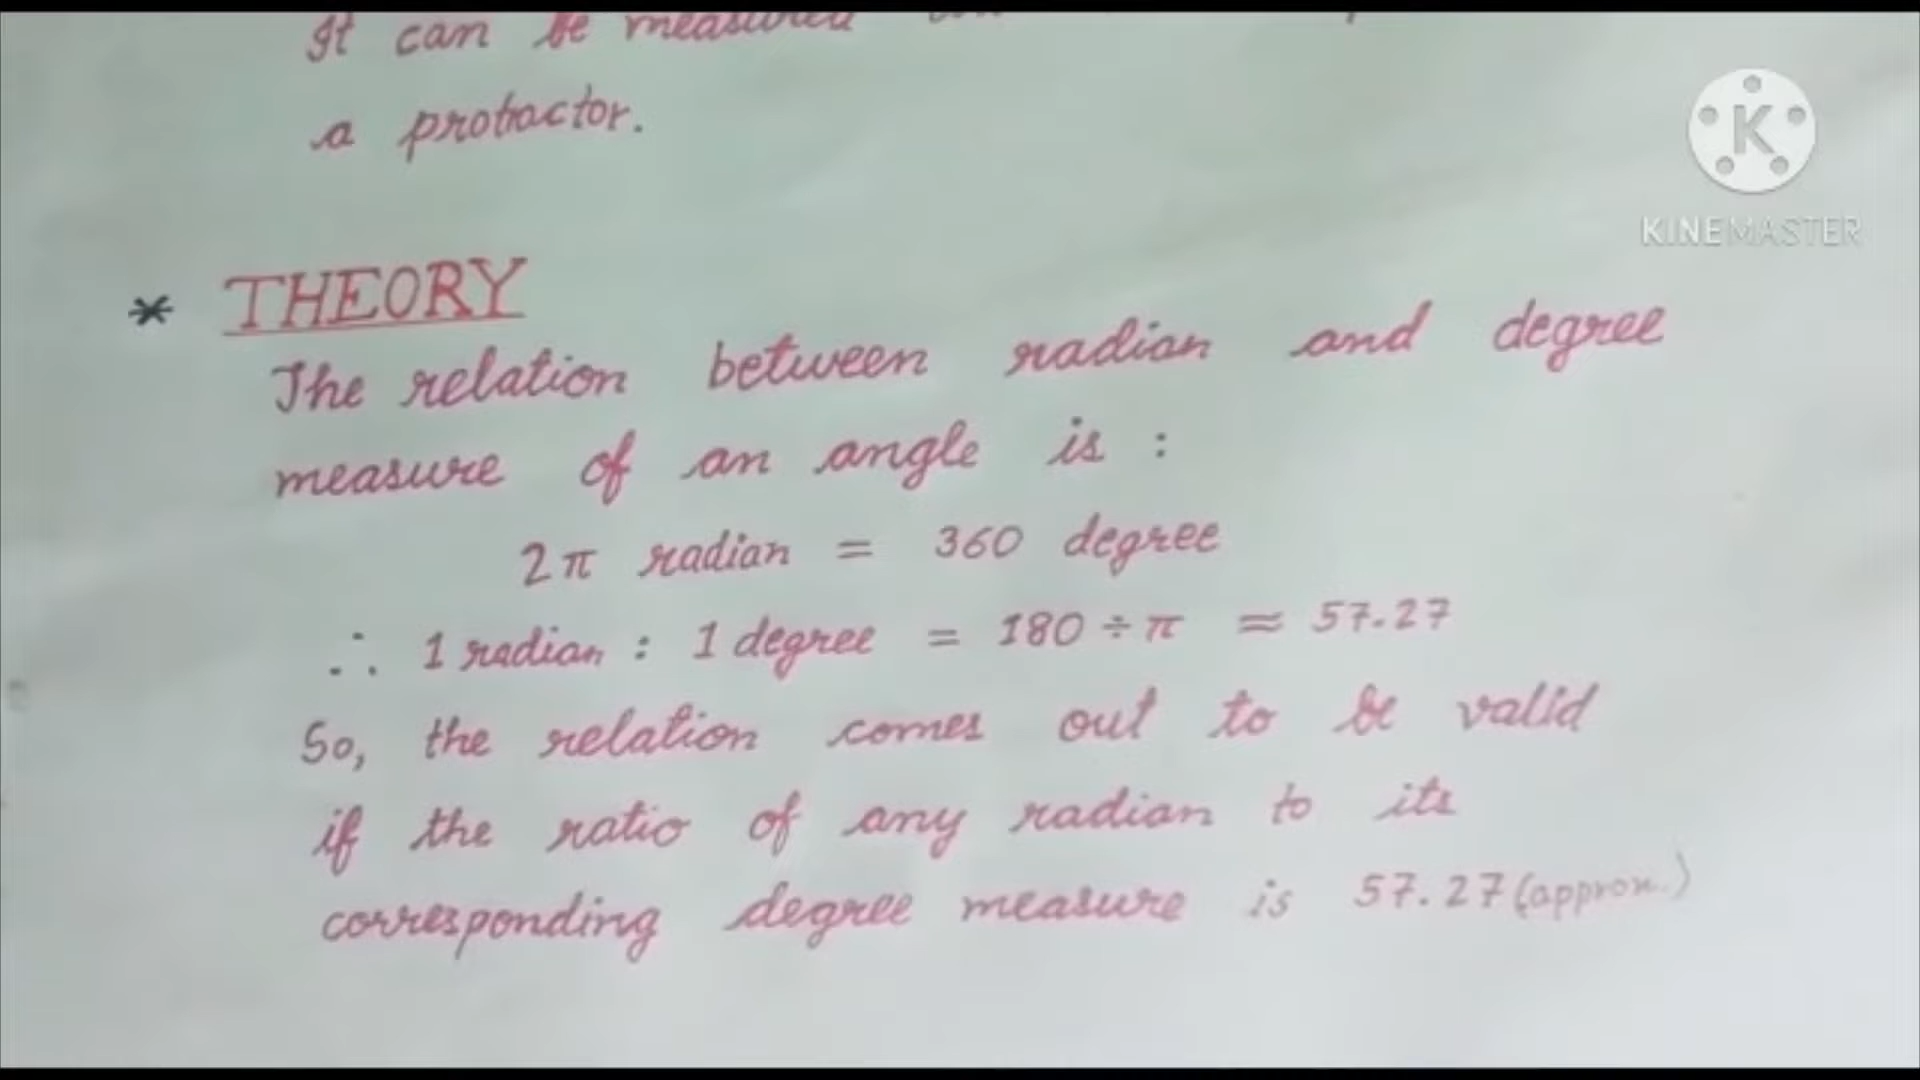 It can be measured
a protractor.
* THEORY
The relation between radian and degree
measure of an angle is :
2π radian = 360 degree
∴ 1 radian : 1 degree = 180 ÷ π ≈ 57.27
So, the relation comes out to be valid
if the ratio of any radian to its
corresponding degree measure is 57.27 (approx.)
K
KINEMASTER